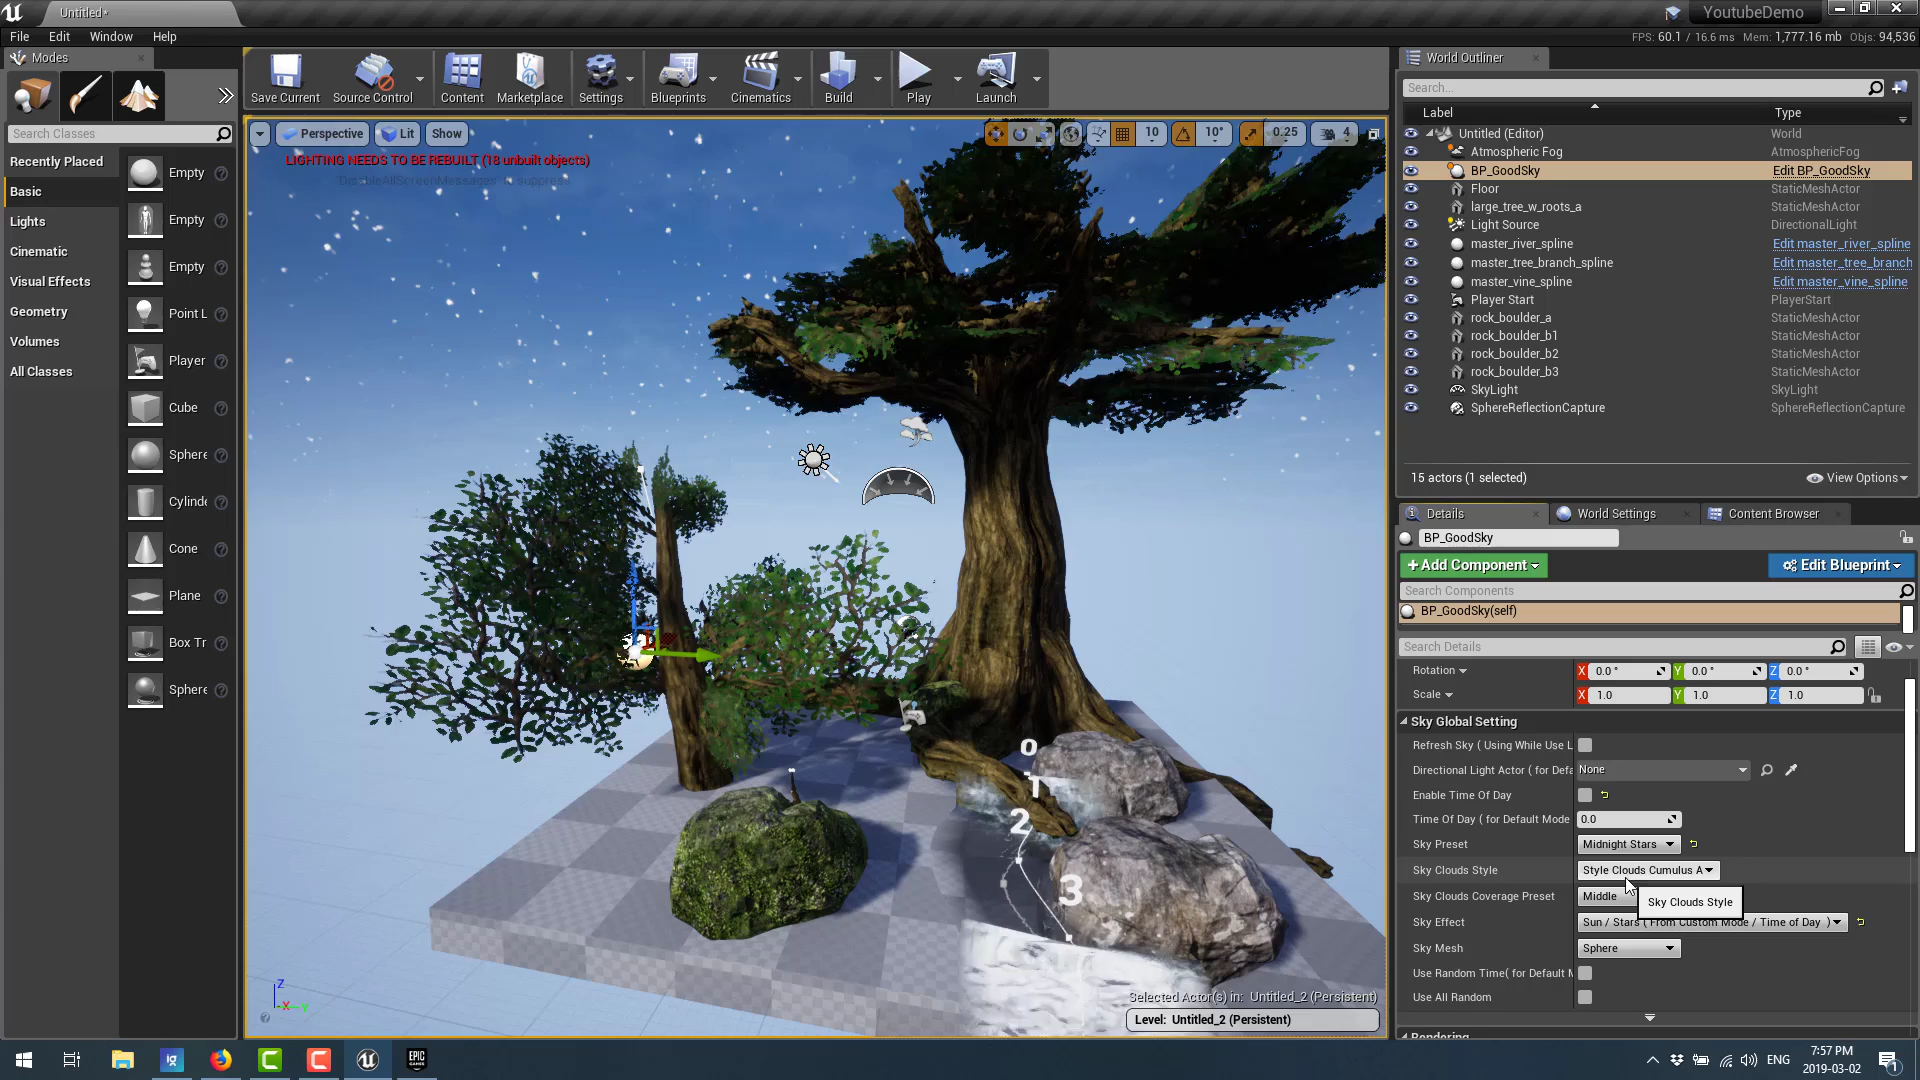 Untitled*
YoutubeDemo
File Edit Window Help
FPS: 60.1 / 16.6 ms Mem: 1,777.16 mb Objs: 94,536
Modes
Search Classes
Recently Placed
Basic
Lights
Cinematic
Visual Effects
Geometry
Volumes
All Classes
Empty
Empty
Empty
Point L
Player
Cube
Sphere
Cylinde
Cone
Plane
Box Tr
Sphere
Save Current
Source Control
Content
Marketplace
Settings
Blueprints
Cinematics
Build
Play
Launch
Perspective
Lit
Show
10
10°
0.25
4
LIGHTING NEEDS TO BE REBUILT (18 unbuilt objects)
'DisableAllScreenMessages' to suppress
0
1
2
3
Z
X
Y
Selected Actor(s) in: Untitled_2 (Persistent)
Level: Untitled_2 (Persistent)
World Outliner
Search...
Label Type
Untitled (Editor) World
Atmospheric Fog AtmosphericFog
BP_GoodSky Edit BP_GoodSky
Floor StaticMeshActor
large_tree_w_roots_a StaticMeshActor
Light Source DirectionalLight
master_river_spline Edit master_river_spline
master_tree_branch_spline Edit master_tree_branch
master_vine_spline Edit master_vine_spline
Player Start PlayerStart
rock_boulder_a StaticMeshActor
rock_boulder_b1 StaticMeshActor
rock_boulder_b2 StaticMeshActor
rock_boulder_b3 StaticMeshActor
SkyLight SkyLight
SphereReflectionCapture SphereReflectionCapture
15 actors (1 selected)
View Options
Details
World Settings
Content Browser
BP_GoodSky
+Add Component
Edit Blueprint
Search Components
BP_GoodSky(self)
Search Details
Rotation X 0.0° Y 0.0° Z 0.0°
Scale X 1.0 Y 1.0 Z 1.0
Sky Global Setting
Refresh Sky ( Using While Use L
Directional Light Actor ( for Defa None
Enable Time Of Day
Time Of Day ( for Default Mode 0.0
Sky Preset Midnight Stars
Sky Clouds Style Style Clouds Cumulus A
Sky Clouds Coverage Preset Middle
Sky Clouds Style
Sky Effect Sun / Stars ( From Custom Mode / Time of Day )
Sky Mesh Sphere
Use Random Time( for Default M
Use All Random
Rendering
ig
EPIC GAMES
ENG
7:57 PM
2019-03-02
1